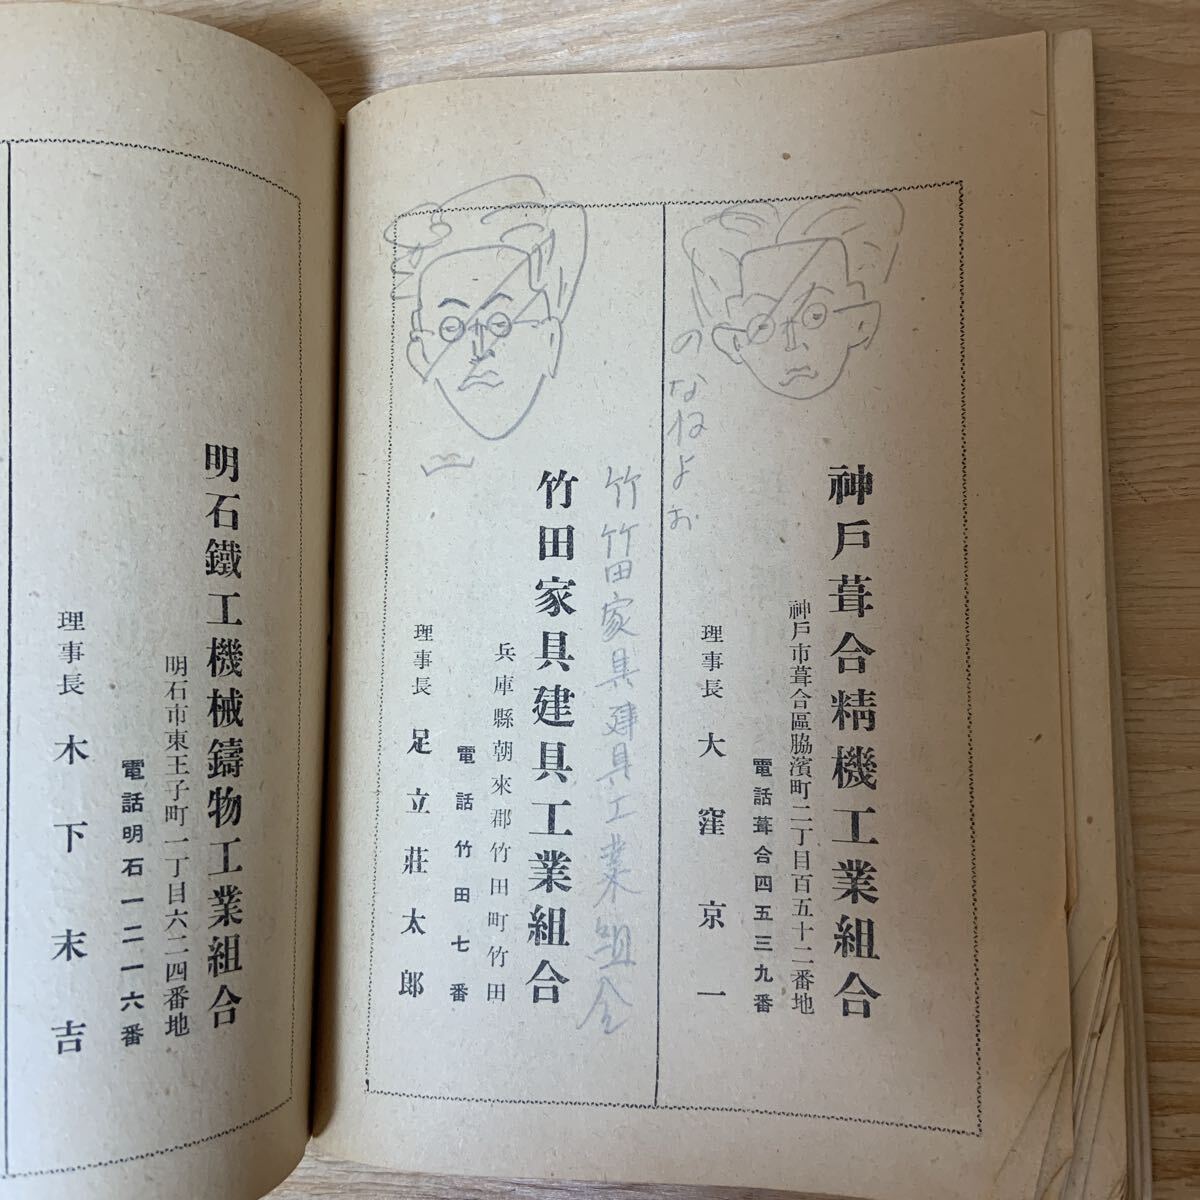 神戶葺合精機工業組合
神戶市葺合區脇濱町二丁目百五十二番地
電話葺合四五三九番
理事長 大窪京一
のなねよお
竹竹田家具建具工業組合
竹田家具建具工業組合
兵庫縣朝來郡竹田町竹田
電話竹田七番
理事長 足立莊太郎
明石鐵工機械鑄物工業組合
明石市東王子町一丁目六二四番地
電話明石一二一六番
理事長 木下末吉